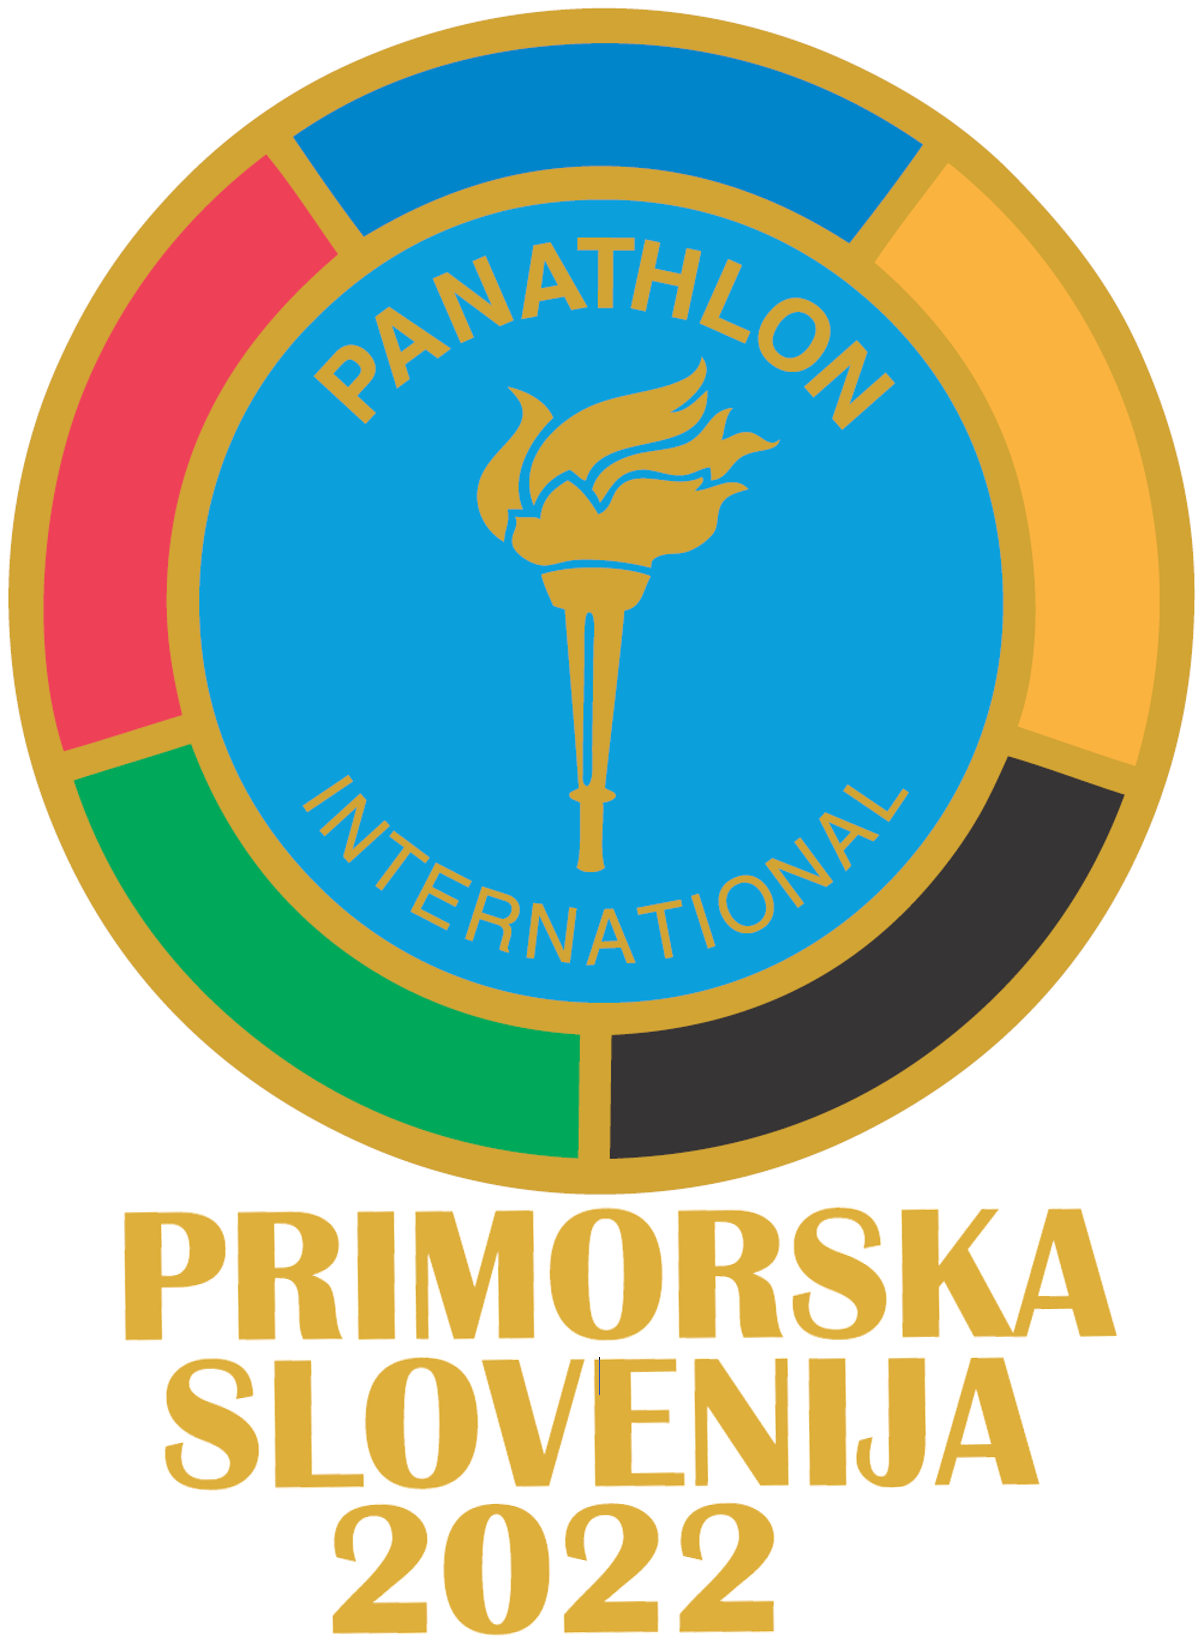 PANATHLON
INTERNATIONAL
PRIMORSKA
SLOVENIJA
2022